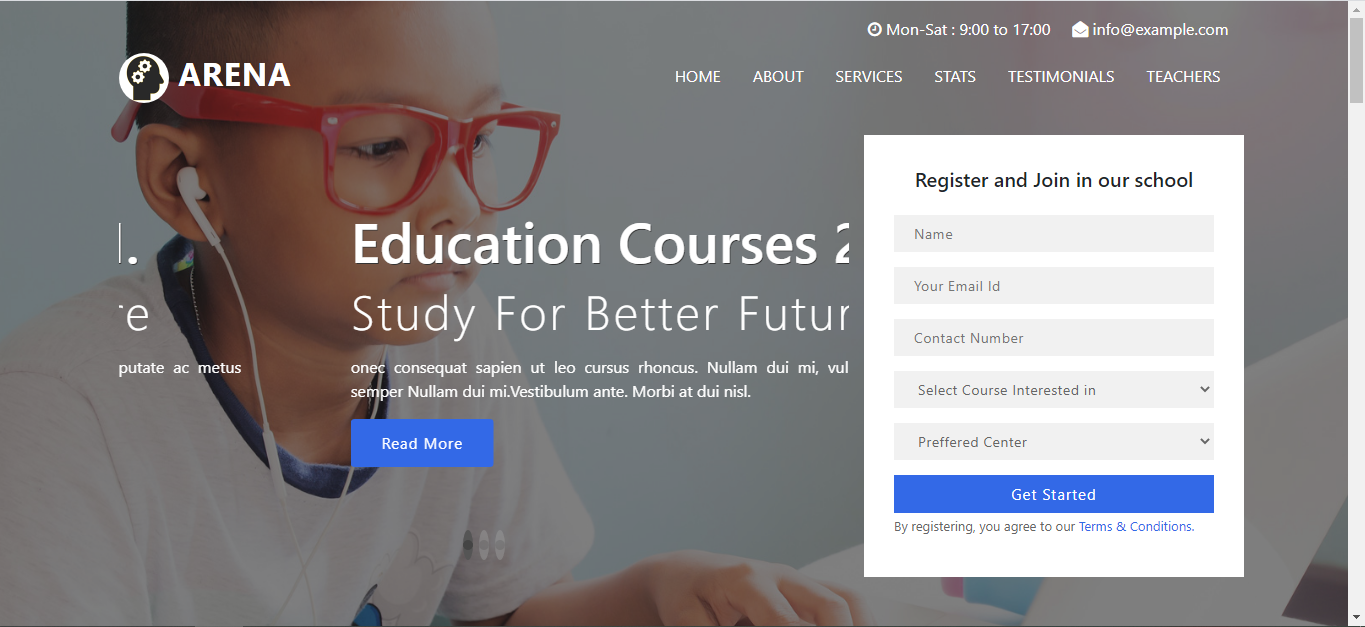 Mon-Sat : 9:00 to 17:00 info@example.com
ARENA HOME ABOUT SERVICES STATS TESTIMONIALS TEACHERS
Register and Join in our school
Name
Your Email Id
Contact Number
Select Course Interested in
Preffered Center
Get Started
By registering, you agree to our Terms & Conditions.
Education Courses
Study For Better Futur
putate ac metus onec consequat sapien ut leo cursus rhoncus. Nullam dui mi, vul
semper Nullam dui mi.Vestibulum ante. Morbi at dui nisl.
Read More